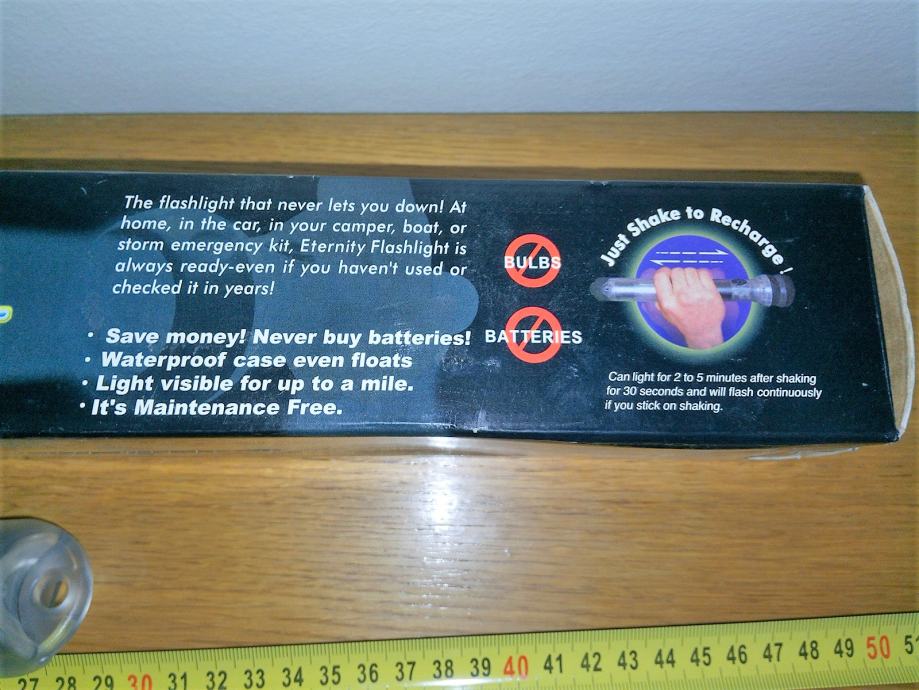 The flashlight that never lets you down! At
home, in the car, in your camper, boat, or
storm emergency kit, Eternity Flashlight is
always ready-even if you haven't used or
checked it in years!
· Save money! Never buy batteries!
· Waterproof case even floats
· Light visible for up to a mile.
· It's Maintenance Free.
BULBS
BATTERIES
Just Shake to Recharge!
Can light for 2 to 5 minutes after shaking
for 30 seconds and will flash continuously
if you stick on shaking.
27 28 29 30 31 32 33 34 35 36 37 38 39 40 41 42 43 44 45 46 47 48 49 50 51